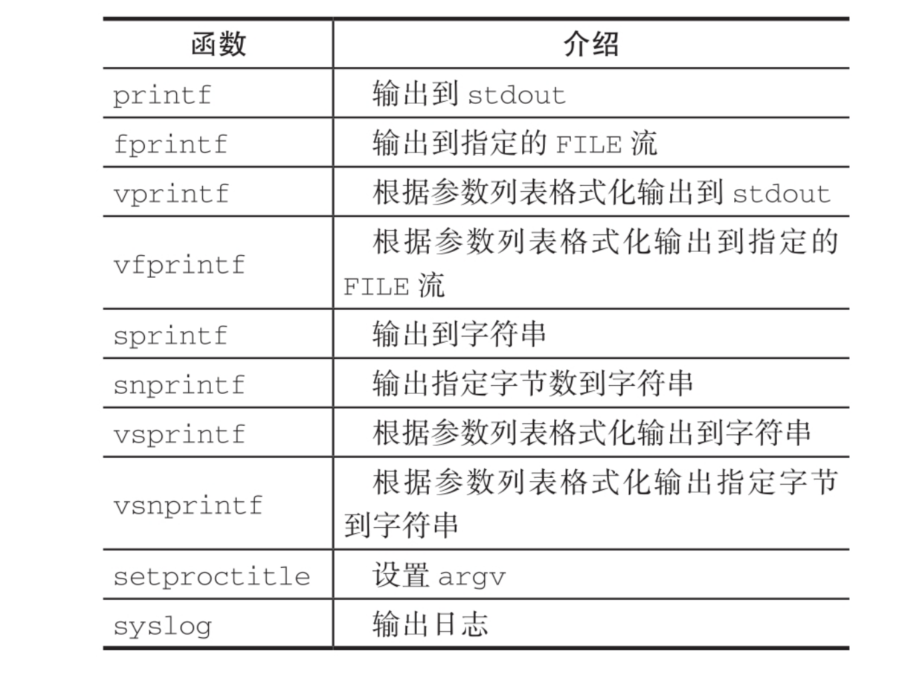 函数 介绍
printf 输出到 stdout
fprintf 输出到指定的 FILE 流
vprintf 根据参数列表格式化输出到 stdout
vfprintf 根据参数列表格式化输出到指定的
FILE 流
sprintf 输出到字符串
snprintf 输出指定字节数到字符串
vsprintf 根据参数列表格式化输出到字符串
vsnprintf 根据参数列表格式化输出指定字节
到字符串
setproctitle 设置 argv
syslog 输出日志